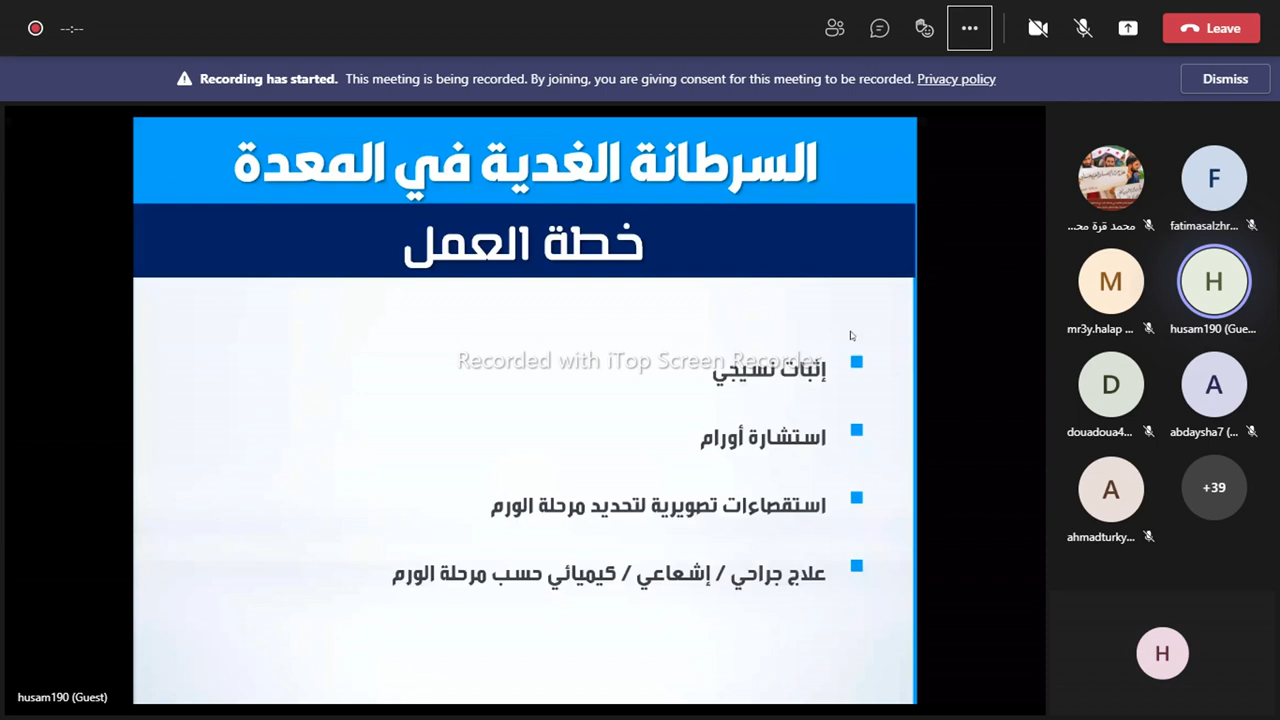 --:--
Leave
Recording has started. This meeting is being recorded. By joining, you are giving consent for this meeting to be recorded. Privacy policy
Dismiss
السرطانة الغدية في المعدة
خطة العمل
Recorded with iTop Screen Recorder
إثبات نسيجي
استشارة أورام
استقصاءات تصويرية لتحديد مرحلة الورم
علاج جراحي / إشعاعي / كيميائي حسب مرحلة الورم
husam190 (Guest)
محمد قرة مح...
F
fatimasalzhr...
M
mr3y.halap ...
H
husam190 (Gue...
D
douadoua4...
A
abdaysha7 (...
A
ahmadturky...
+39
H